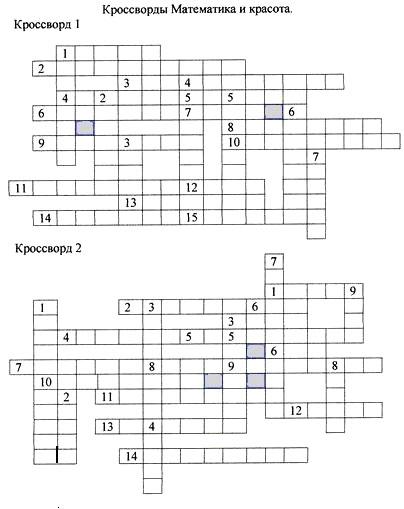 Кроссворды Математика и красота.
Кроссворд 1
1
2
3 4
4 2 5 5
6 7 6
8
9 3 10
7
11 12
13
14 15
Кроссворд 2
7
1 9
1 2 3 6
3
4 5 5
6
7 8 9 8
10
2 11
12
13 4
14